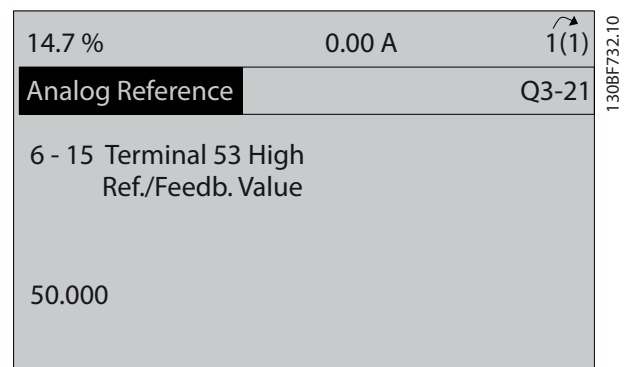 14.7 % 0.00 A 1(1)
Analog Reference Q3-21
6 - 15 Terminal 53 High
Ref./Feedb. Value
50.000
130BF732.10